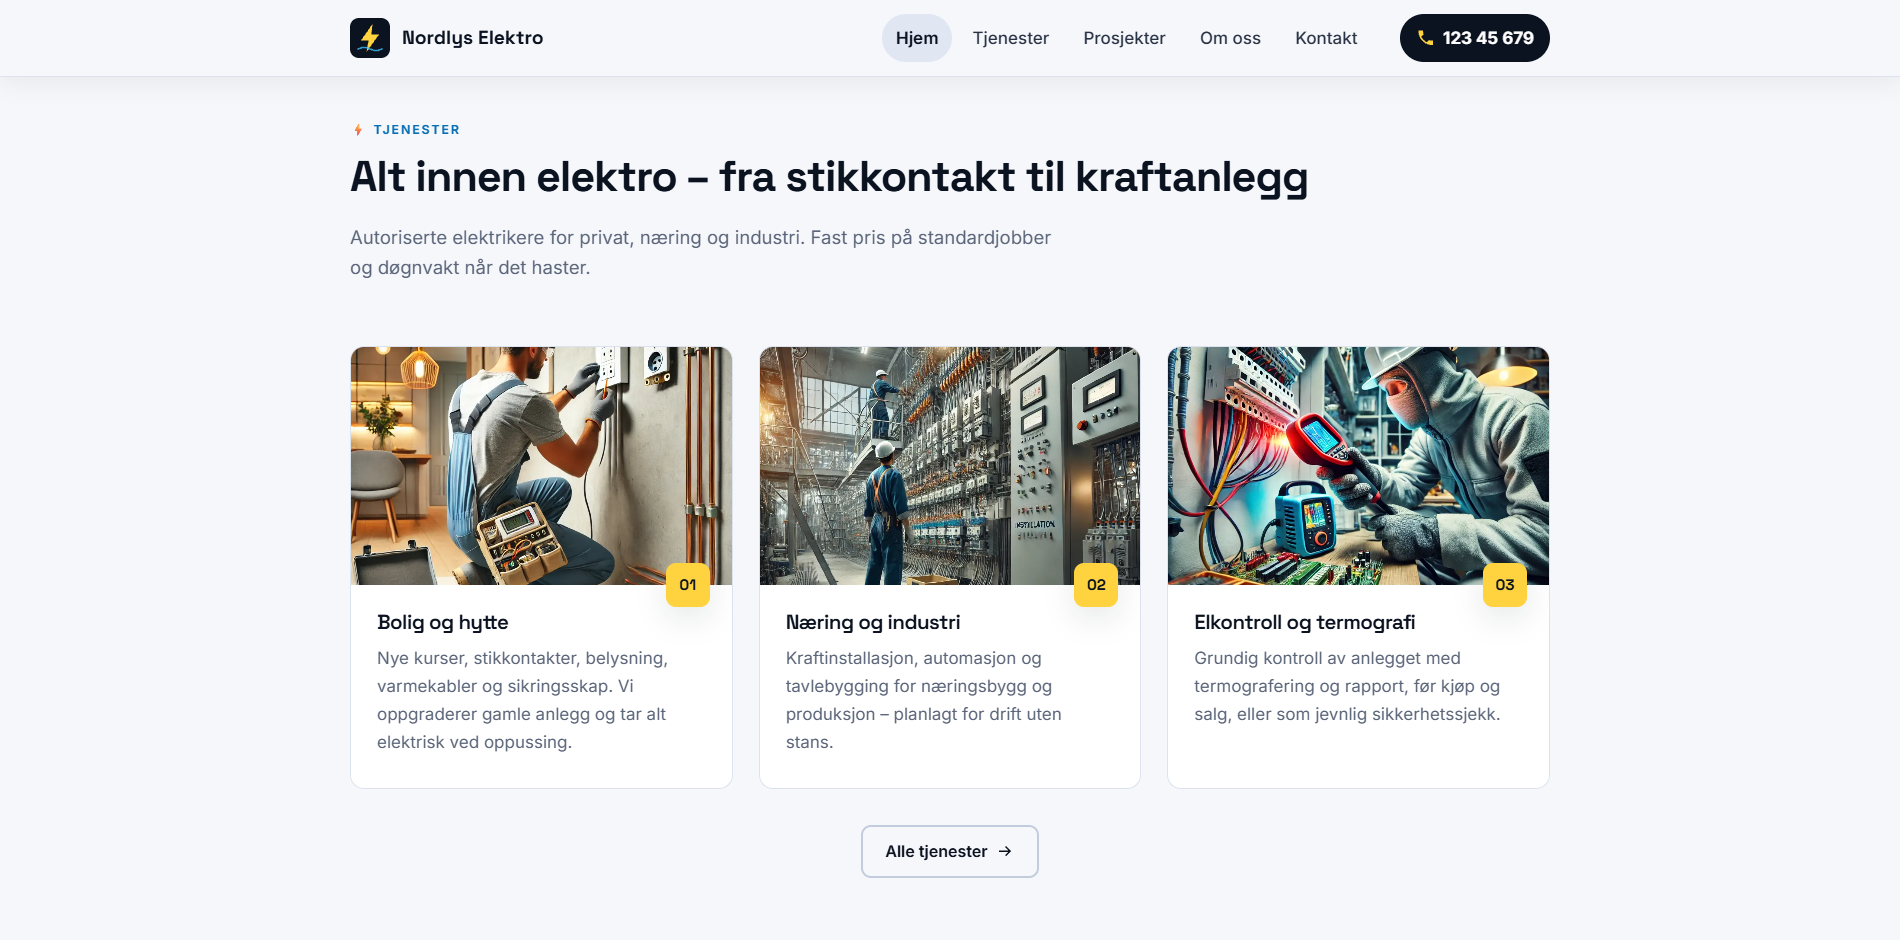 Nordlys Elektro
Hjem
Tjenester
Prosjekter
Om oss
Kontakt
123 45 679
TJENESTER
Alt innen elektro – fra stikkontakt til kraftanlegg
Autoriserte elektrikere for privat, næring og industri. Fast pris på standardjobber
og døgnvakt når det haster.
INSTALLATION
01
Bolig og hytte
Nye kurser, stikkontakter, belysning,
varmekabler og sikringsskap. Vi
oppgraderer gamle anlegg og tar alt
elektrisk ved oppussing.
02
Næring og industri
Kraftinstallasjon, automasjon og
tavlebygging for næringsbygg og
produksjon – planlagt for drift uten
stans.
03
Elkontroll og termografi
Grundig kontroll av anlegget med
termografering og rapport, før kjøp og
salg, eller som jevnlig sikkerhetssjekk.
Alle tjenester →